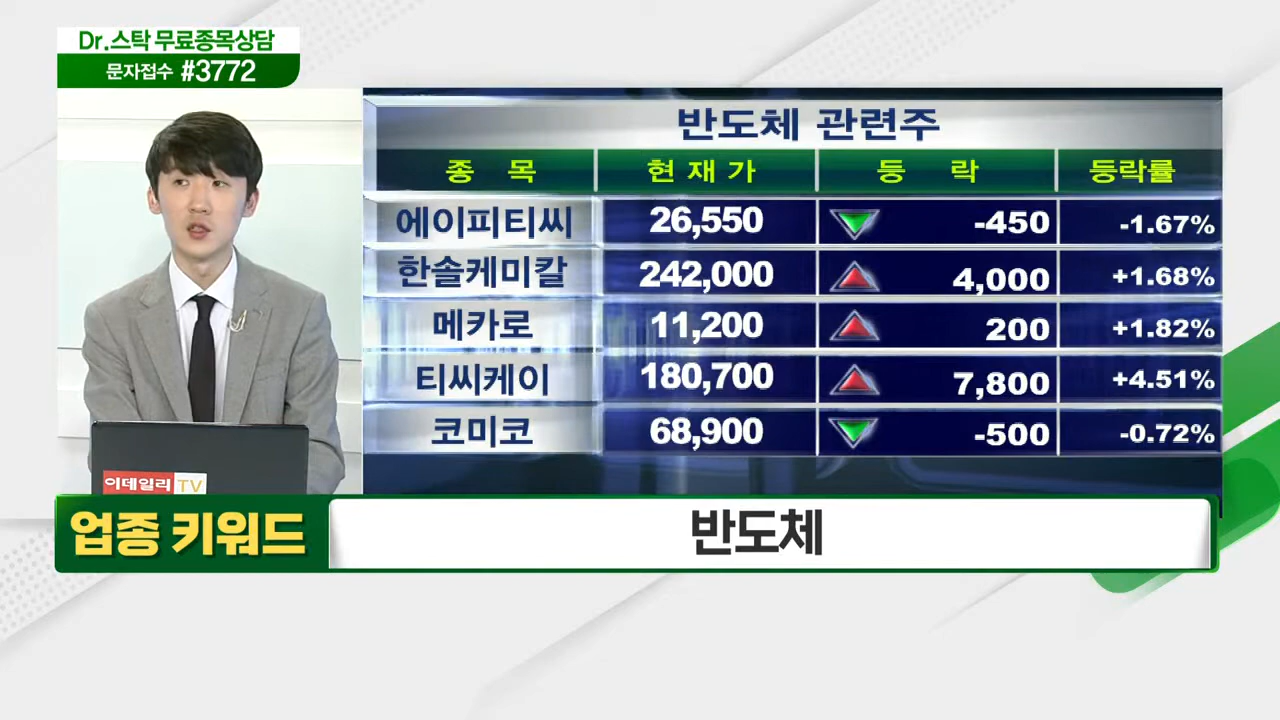 Dr.스탁 무료종목상담
문자접수 #3772
반도체 관련주
종 목 현 재 가 등 락 등락률
에이피티씨 26,550 -450 -1.67%
한솔케미칼 242,000 4,000 +1.68%
메카로 11,200 200 +1.82%
티씨케이 180,700 7,800 +4.51%
코미코 68,900 -500 -0.72%
이데일리 TV
업종 키워드 반도체